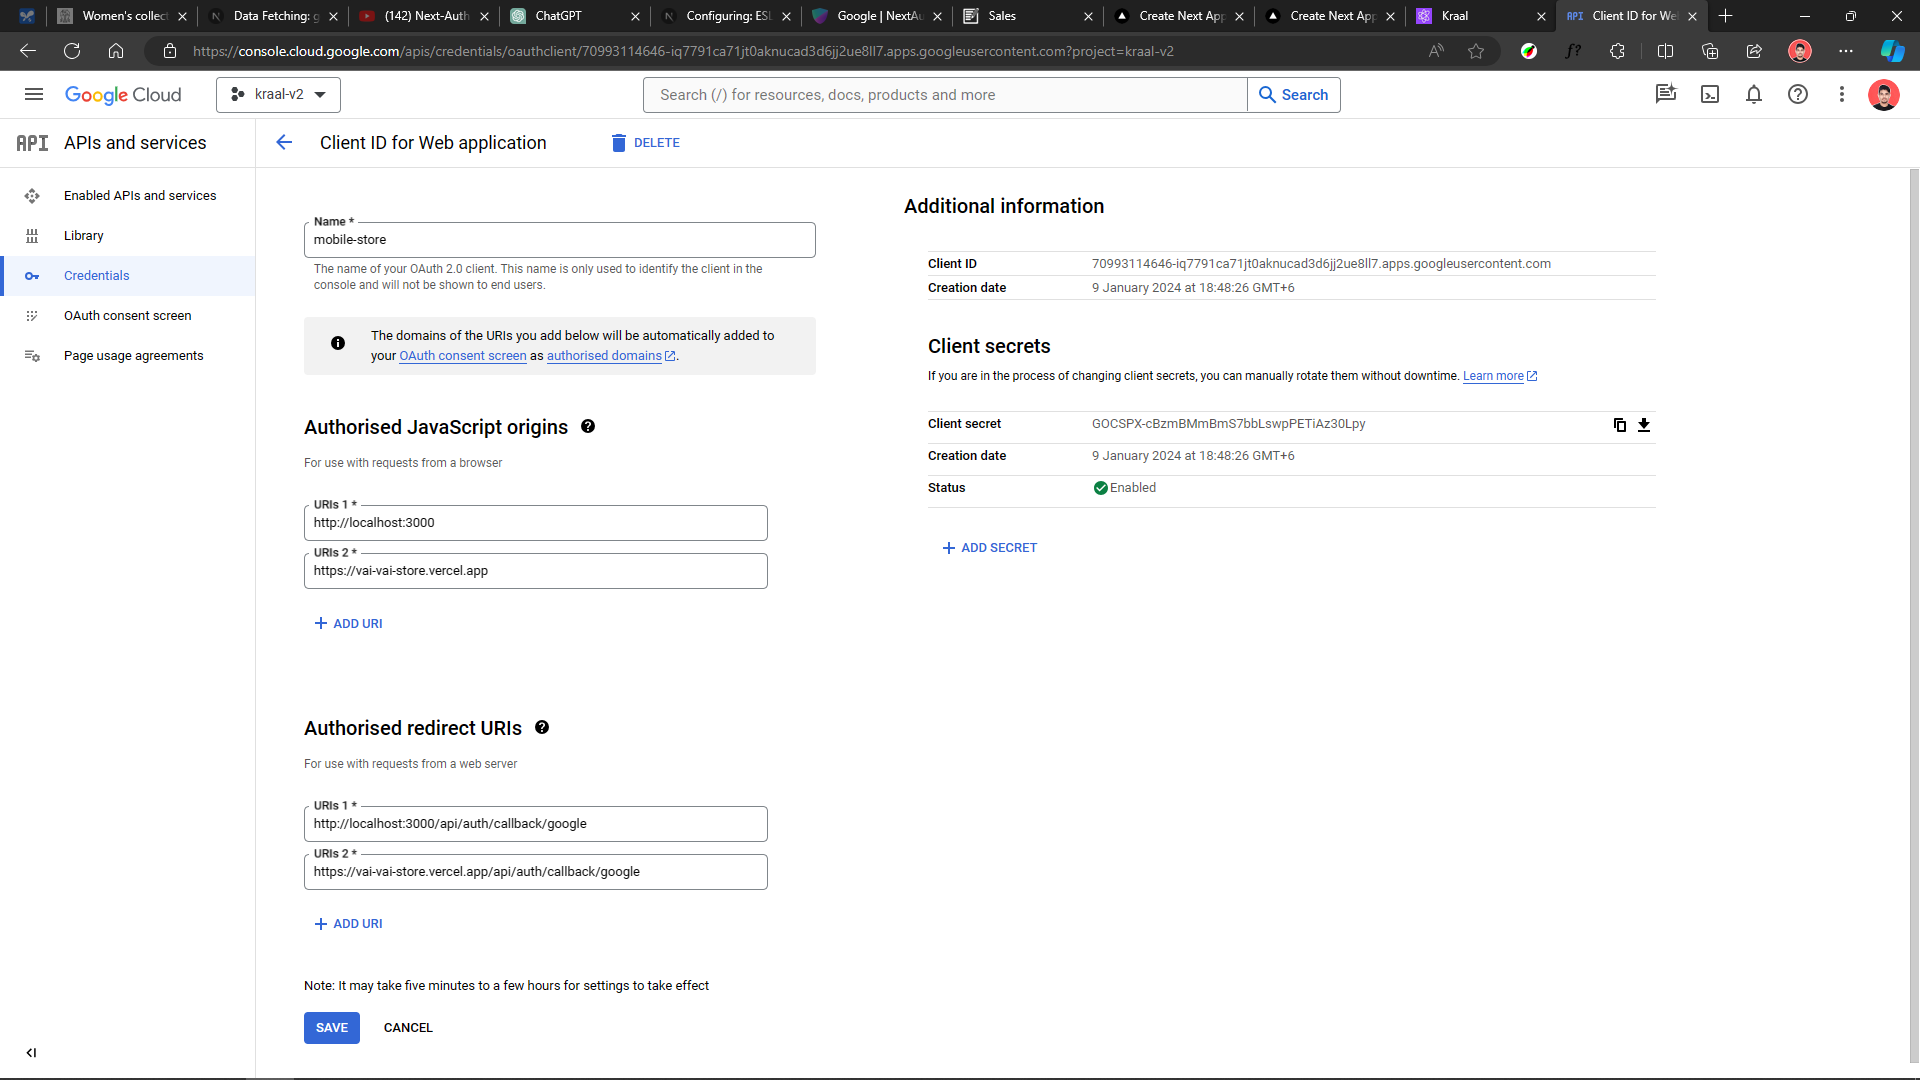 Women's collect
Data Fetching: g
(142) Next-Auth
ChatGPT
Configuring: ESL
Google | NextAu
Sales
Create Next App
Create Next App
Kraal
API Client ID for We
https://console.cloud.google.com/apis/credentials/oauthclient/70993114646-iq7791ca71jt0aknucad3d6jj2ue8ll7.apps.googleusercontent.com?project=kraal-v2
Google Cloud
kraal-v2
Search (/) for resources, docs, products and more
Search
API APIs and services
Client ID for Web application
DELETE
Enabled APIs and services
Library
Credentials
OAuth consent screen
Page usage agreements
Name *
mobile-store
The name of your OAuth 2.0 client. This name is only used to identify the client in the
console and will not be shown to end users.
The domains of the URIs you add below will be automatically added to
your OAuth consent screen as authorised domains.
Authorised JavaScript origins
For use with requests from a browser
URIs 1 *
http://localhost:3000
URIs 2 *
https://vai-vai-store.vercel.app
ADD URI
Authorised redirect URIs
For use with requests from a web server
URIs 1 *
http://localhost:3000/api/auth/callback/google
URIs 2 *
https://vai-vai-store.vercel.app/api/auth/callback/google
ADD URI
Note: It may take five minutes to a few hours for settings to take effect
SAVE
CANCEL
Additional information
Client ID 70993114646-iq7791ca71jt0aknucad3d6jj2ue8ll7.apps.googleusercontent.com
Creation date 9 January 2024 at 18:48:26 GMT+6
Client secrets
If you are in the process of changing client secrets, you can manually rotate them without downtime. Learn more
Client secret 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
Creation date 9 January 2024 at 18:48:26 GMT+6
Status Enabled
ADD SECRET